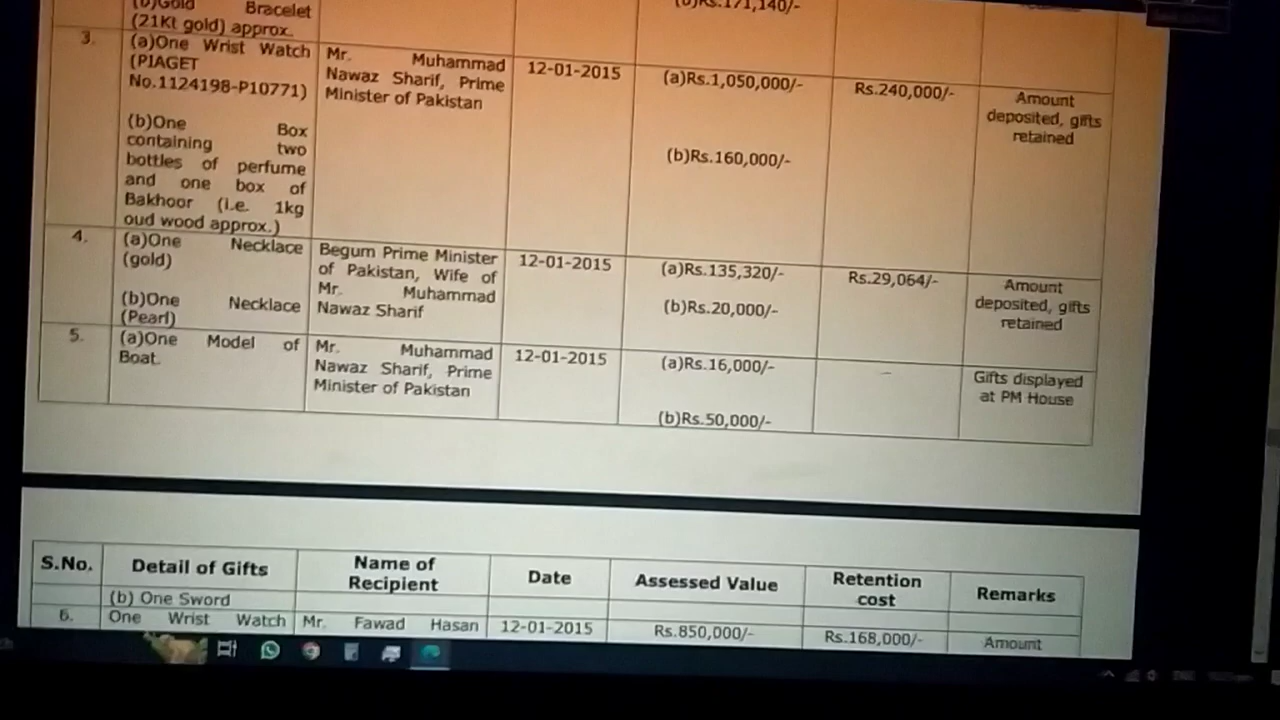 (b)Gold Bracelet
(21Kt gold) approx.
(b)Rs.171,140/-
3.
(a)One Wrist Watch
(PIAGET
No.1124198-P10771)
(b)One Box
containing two
bottles of perfume
and one box of
Bakhoor (i.e. 1kg
oud wood approx.)
Mr. Muhammad
Nawaz Sharif, Prime
Minister of Pakistan
12-01-2015
(a)Rs.1,050,000/-
(b)Rs.160,000/-
Rs.240,000/-
Amount
deposited, gifts
retained
4.
(a)One Necklace
(gold)
(b)One Necklace
(Pearl)
Begum Prime Minister
of Pakistan, Wife of
Mr. Muhammad
Nawaz Sharif
12-01-2015
(a)Rs.135,320/-
(b)Rs.20,000/-
Rs.29,064/-
Amount
deposited, gifts
retained
5.
(a)One Model of
Boat.
Mr. Muhammad
Nawaz Sharif, Prime
Minister of Pakistan
12-01-2015
(a)Rs.16,000/-
(b)Rs.50,000/-
Gifts displayed
at PM House
S.No.
Detail of Gifts
Name of
Recipient
Date
Assessed Value
Retention
cost
Remarks
(b) One Sword
6.
One Wrist Watch
Mr. Fawad Hasan
12-01-2015
Rs.850,000/-
Rs.168,000/-
Amount